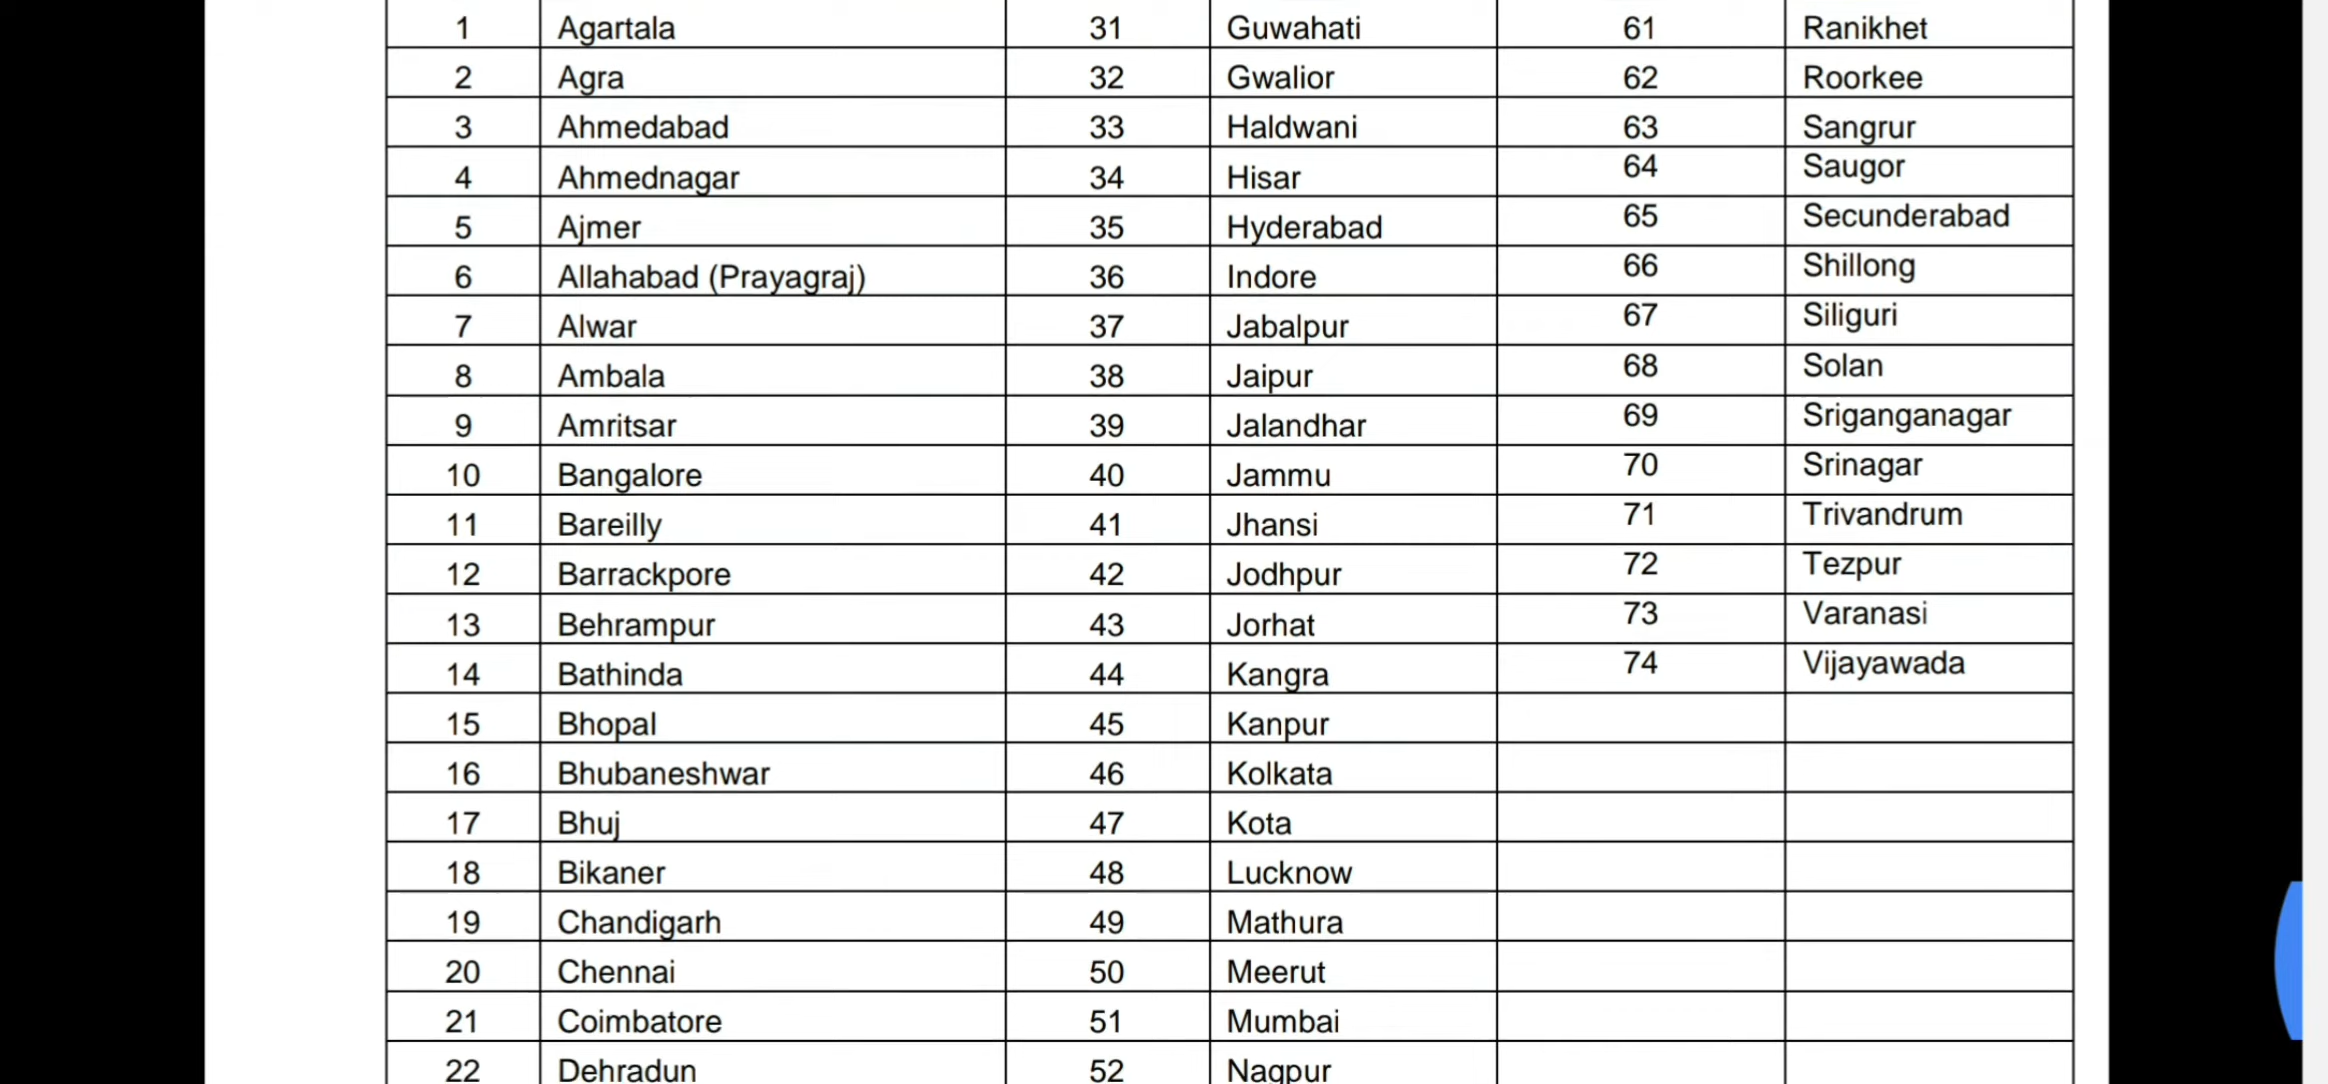 1 Agartala 31 Guwahati 61 Ranikhet
2 Agra 32 Gwalior 62 Roorkee
3 Ahmedabad 33 Haldwani 63 Sangrur
4 Ahmednagar 34 Hisar 64 Saugor
5 Ajmer 35 Hyderabad 65 Secunderabad
6 Allahabad (Prayagraj) 36 Indore 66 Shillong
7 Alwar 37 Jabalpur 67 Siliguri
8 Ambala 38 Jaipur 68 Solan
9 Amritsar 39 Jalandhar 69 Sriganganagar
10 Bangalore 40 Jammu 70 Srinagar
11 Bareilly 41 Jhansi 71 Trivandrum
12 Barrackpore 42 Jodhpur 72 Tezpur
13 Behrampur 43 Jorhat 73 Varanasi
14 Bathinda 44 Kangra 74 Vijayawada
15 Bhopal 45 Kanpur
16 Bhubaneshwar 46 Kolkata
17 Bhuj 47 Kota
18 Bikaner 48 Lucknow
19 Chandigarh 49 Mathura
20 Chennai 50 Meerut
21 Coimbatore 51 Mumbai
22 Dehradun 52 Nagpur